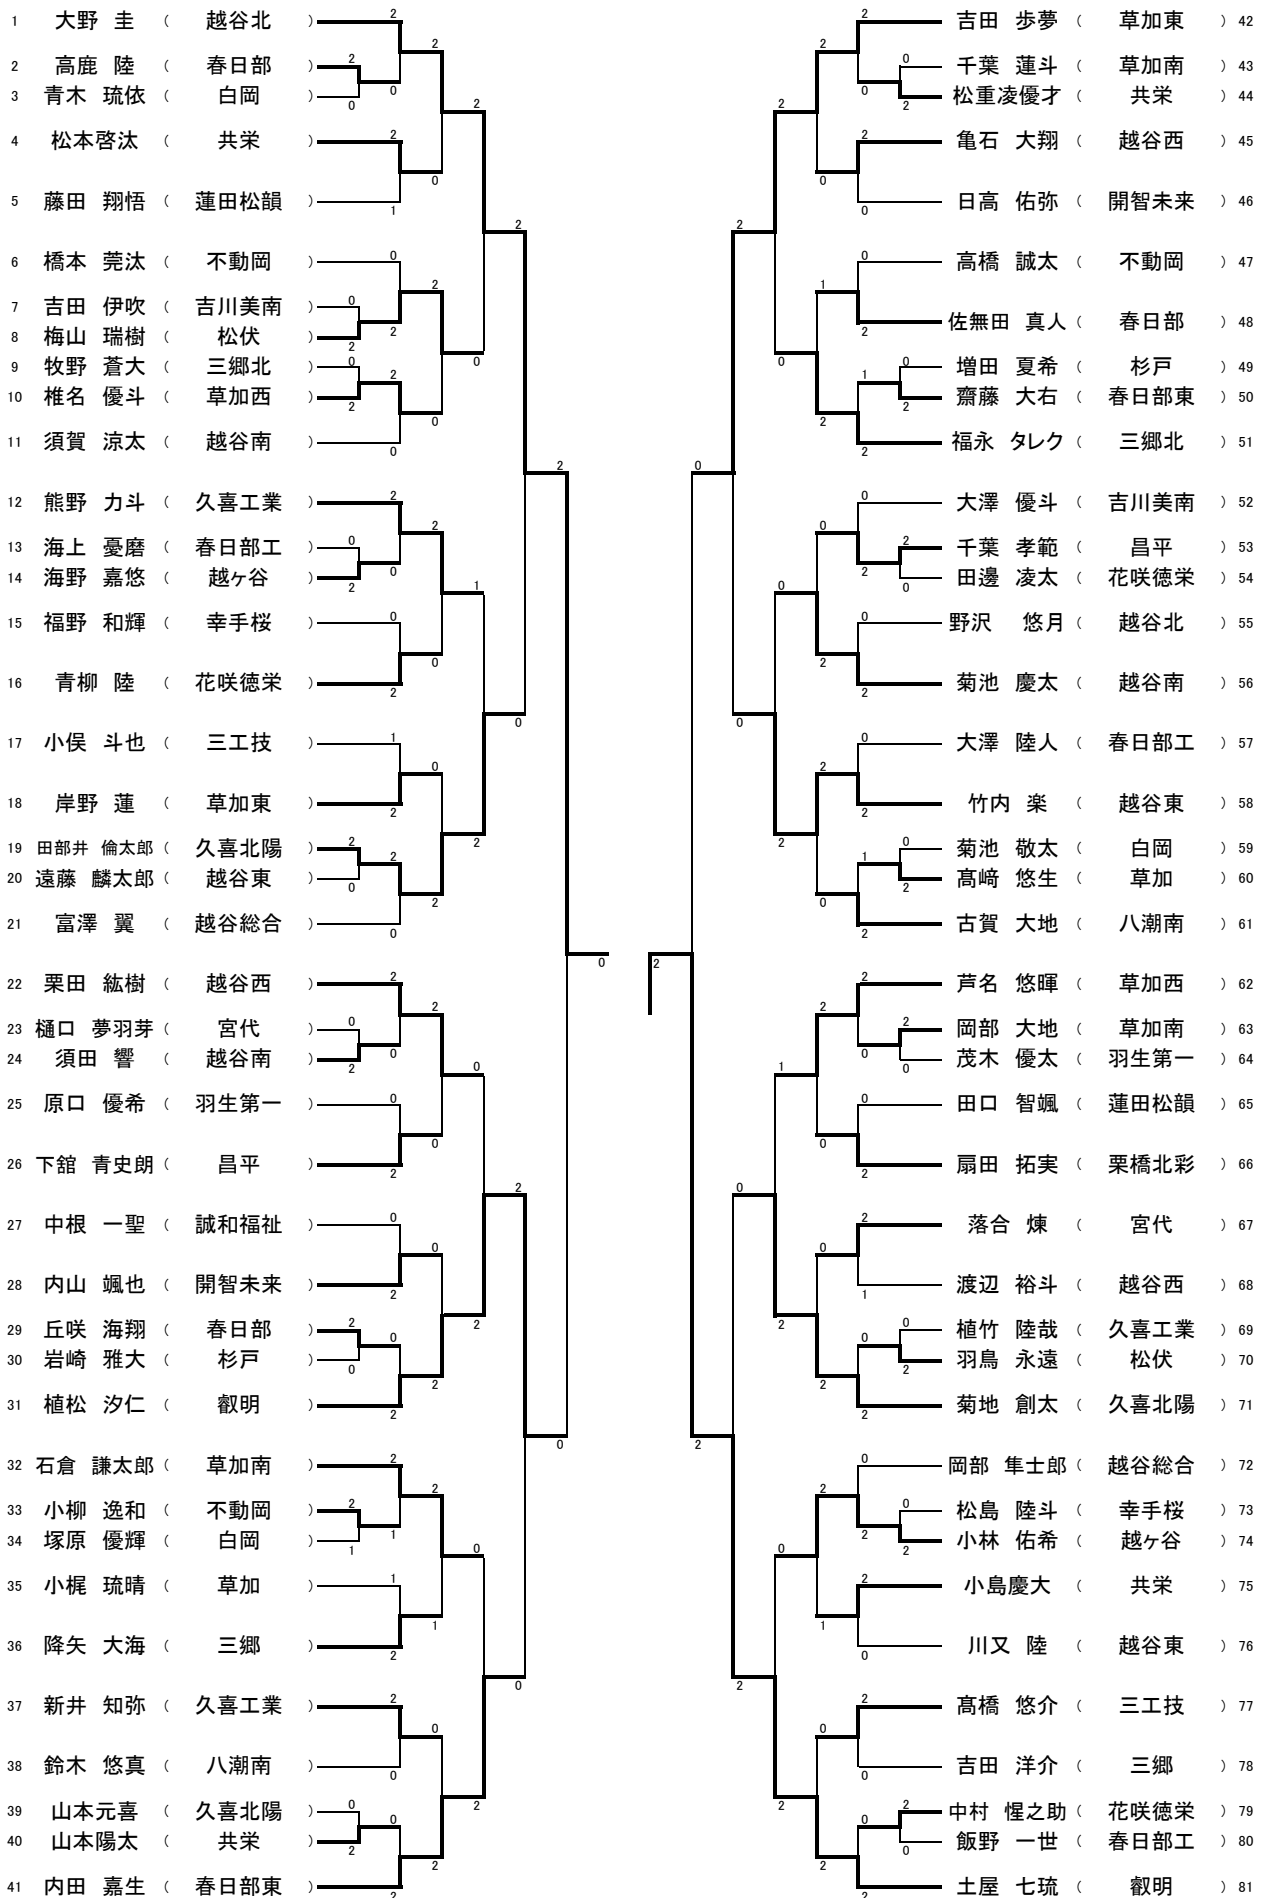 1 大野 圭 ( 越谷北 )
2 高鹿 陸 ( 春日部 )
3 青木 琉依 ( 白岡 )
4 松本啓汰 ( 共栄 )
5 藤田 翔悟 ( 蓮田松韻 )
6 橋本 莞汰 ( 不動岡 )
7 吉田 伊吹 ( 吉川美南 )
8 梅山 瑞樹 ( 松伏 )
9 牧野 蒼大 ( 三郷北 )
10 椎名 優斗 ( 草加西 )
11 須賀 涼太 ( 越谷南 )
12 熊野 力斗 ( 久喜工業 )
13 海上 憂磨 ( 春日部工 )
14 海野 嘉悠 ( 越ヶ谷 )
15 福野 和輝 ( 幸手桜 )
16 青柳 陸 ( 花咲徳栄 )
17 小俣 斗也 ( 三工技 )
18 岸野 蓮 ( 草加東 )
19 田部井 倫太郎 ( 久喜北陽 )
20 遠藤 麟太郎 ( 越谷東 )
21 富澤 翼 ( 越谷総合 )
22 栗田 紘樹 ( 越谷西 )
23 樋口 夢羽芽 ( 宮代 )
24 須田 響 ( 越谷南 )
25 原口 優希 ( 羽生第一 )
26 下舘 青史朗 ( 昌平 )
27 中根 一聖 ( 誠和福祉 )
28 内山 颯也 ( 開智未来 )
29 丘咲 海翔 ( 春日部 )
30 岩崎 雅大 ( 杉戸 )
31 植松 汐仁 ( 叡明 )
32 石倉 謙太郎 ( 草加南 )
33 小柳 逸和 ( 不動岡 )
34 塚原 優輝 ( 白岡 )
35 小梶 琉晴 ( 草加 )
36 降矢 大海 ( 三郷 )
37 新井 知弥 ( 久喜工業 )
38 鈴木 悠真 ( 八潮南 )
39 山本元喜 ( 久喜北陽 )
40 山本陽太 ( 共栄 )
41 内田 嘉生 ( 春日部東 )
吉田 歩夢 ( 草加東 ) 42
千葉 蓮斗 ( 草加南 ) 43
松重凌優才 ( 共栄 ) 44
亀石 大翔 ( 越谷西 ) 45
日高 佑弥 ( 開智未来 ) 46
高橋 誠太 ( 不動岡 ) 47
佐無田 真人 ( 春日部 ) 48
増田 夏希 ( 杉戸 ) 49
齋藤 大右 ( 春日部東 ) 50
福永 タレク ( 三郷北 ) 51
大澤 優斗 ( 吉川美南 ) 52
千葉 孝範 ( 昌平 ) 53
田邊 凌太 ( 花咲徳栄 ) 54
野沢 悠月 ( 越谷北 ) 55
菊池 慶太 ( 越谷南 ) 56
大澤 陸人 ( 春日部工 ) 57
竹内 楽 ( 越谷東 ) 58
菊池 敬太 ( 白岡 ) 59
髙﨑 悠生 ( 草加 ) 60
古賀 大地 ( 八潮南 ) 61
芦名 悠暉 ( 草加西 ) 62
岡部 大地 ( 草加南 ) 63
茂木 優太 ( 羽生第一 ) 64
田口 智颯 ( 蓮田松韻 ) 65
扇田 拓実 ( 栗橋北彩 ) 66
落合 煉 ( 宮代 ) 67
渡辺 裕斗 ( 越谷西 ) 68
植竹 陸哉 ( 久喜工業 ) 69
羽鳥 永遠 ( 松伏 ) 70
菊地 創太 ( 久喜北陽 ) 71
岡部 隼士郎 ( 越谷総合 ) 72
松島 陸斗 ( 幸手桜 ) 73
小林 佑希 ( 越ヶ谷 ) 74
小島慶大 ( 共栄 ) 75
川又 陸 ( 越谷東 ) 76
髙橋 悠介 ( 三工技 ) 77
吉田 洋介 ( 三郷 ) 78
中村 惺之助 ( 花咲徳栄 ) 79
飯野 一世 ( 春日部工 ) 80
土屋 七琉 ( 叡明 ) 81